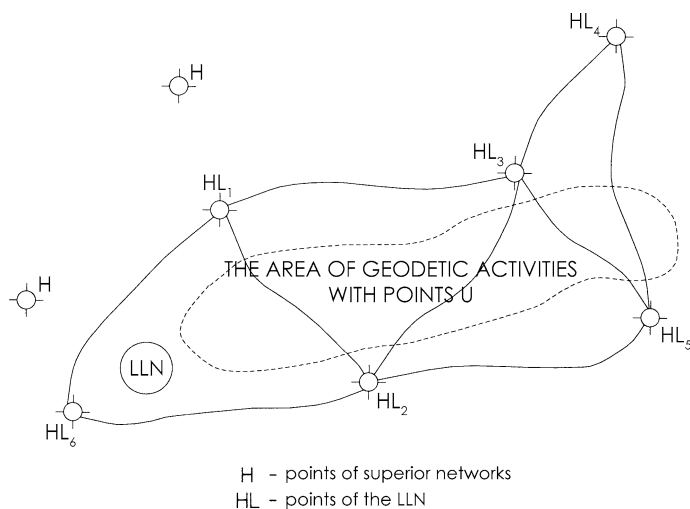 HL4
H
HL3
HL1
H
THE AREA OF GEODETIC ACTIVITIES
WITH POINTS U
HL5
LLN
HL2
HL6
H - points of superior networks
HL - points of the LLN